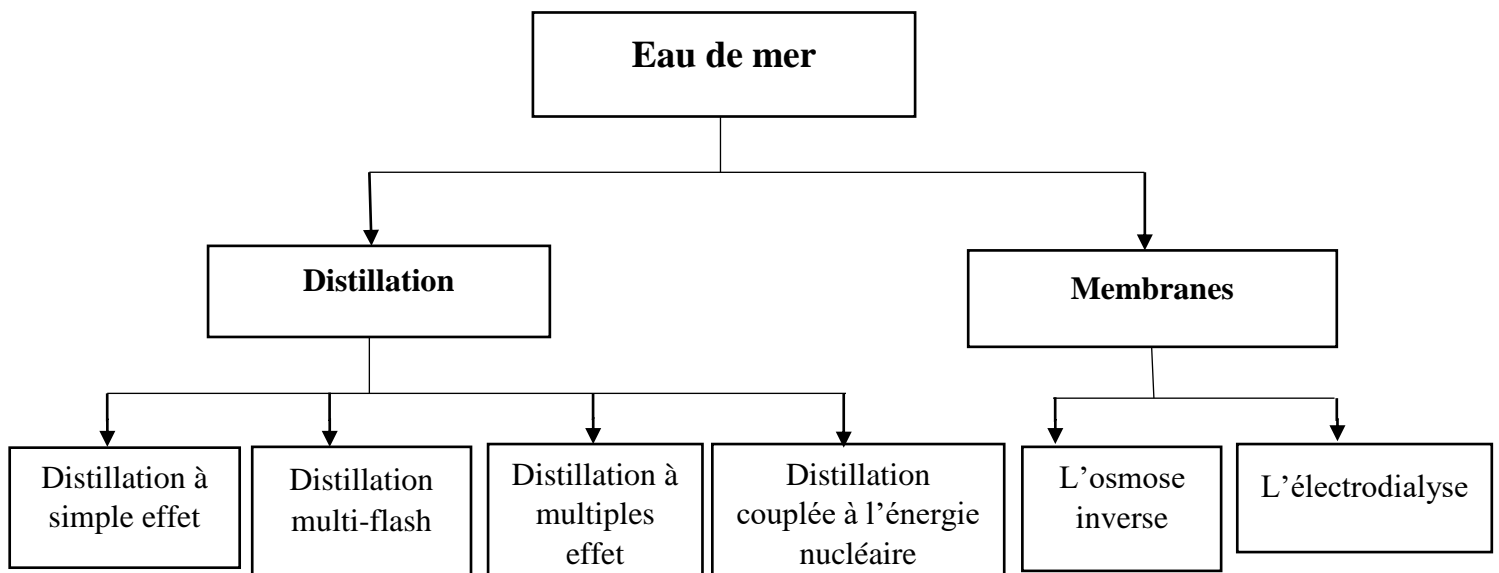 Eau de mer
Distillation
Membranes
Distillation à
simple effet
Distillation
multi-flash
Distillation à
multiples
effet
Distillation
couplée à l’énergie
nucléaire
L’osmose
inverse
L’électrodialyse